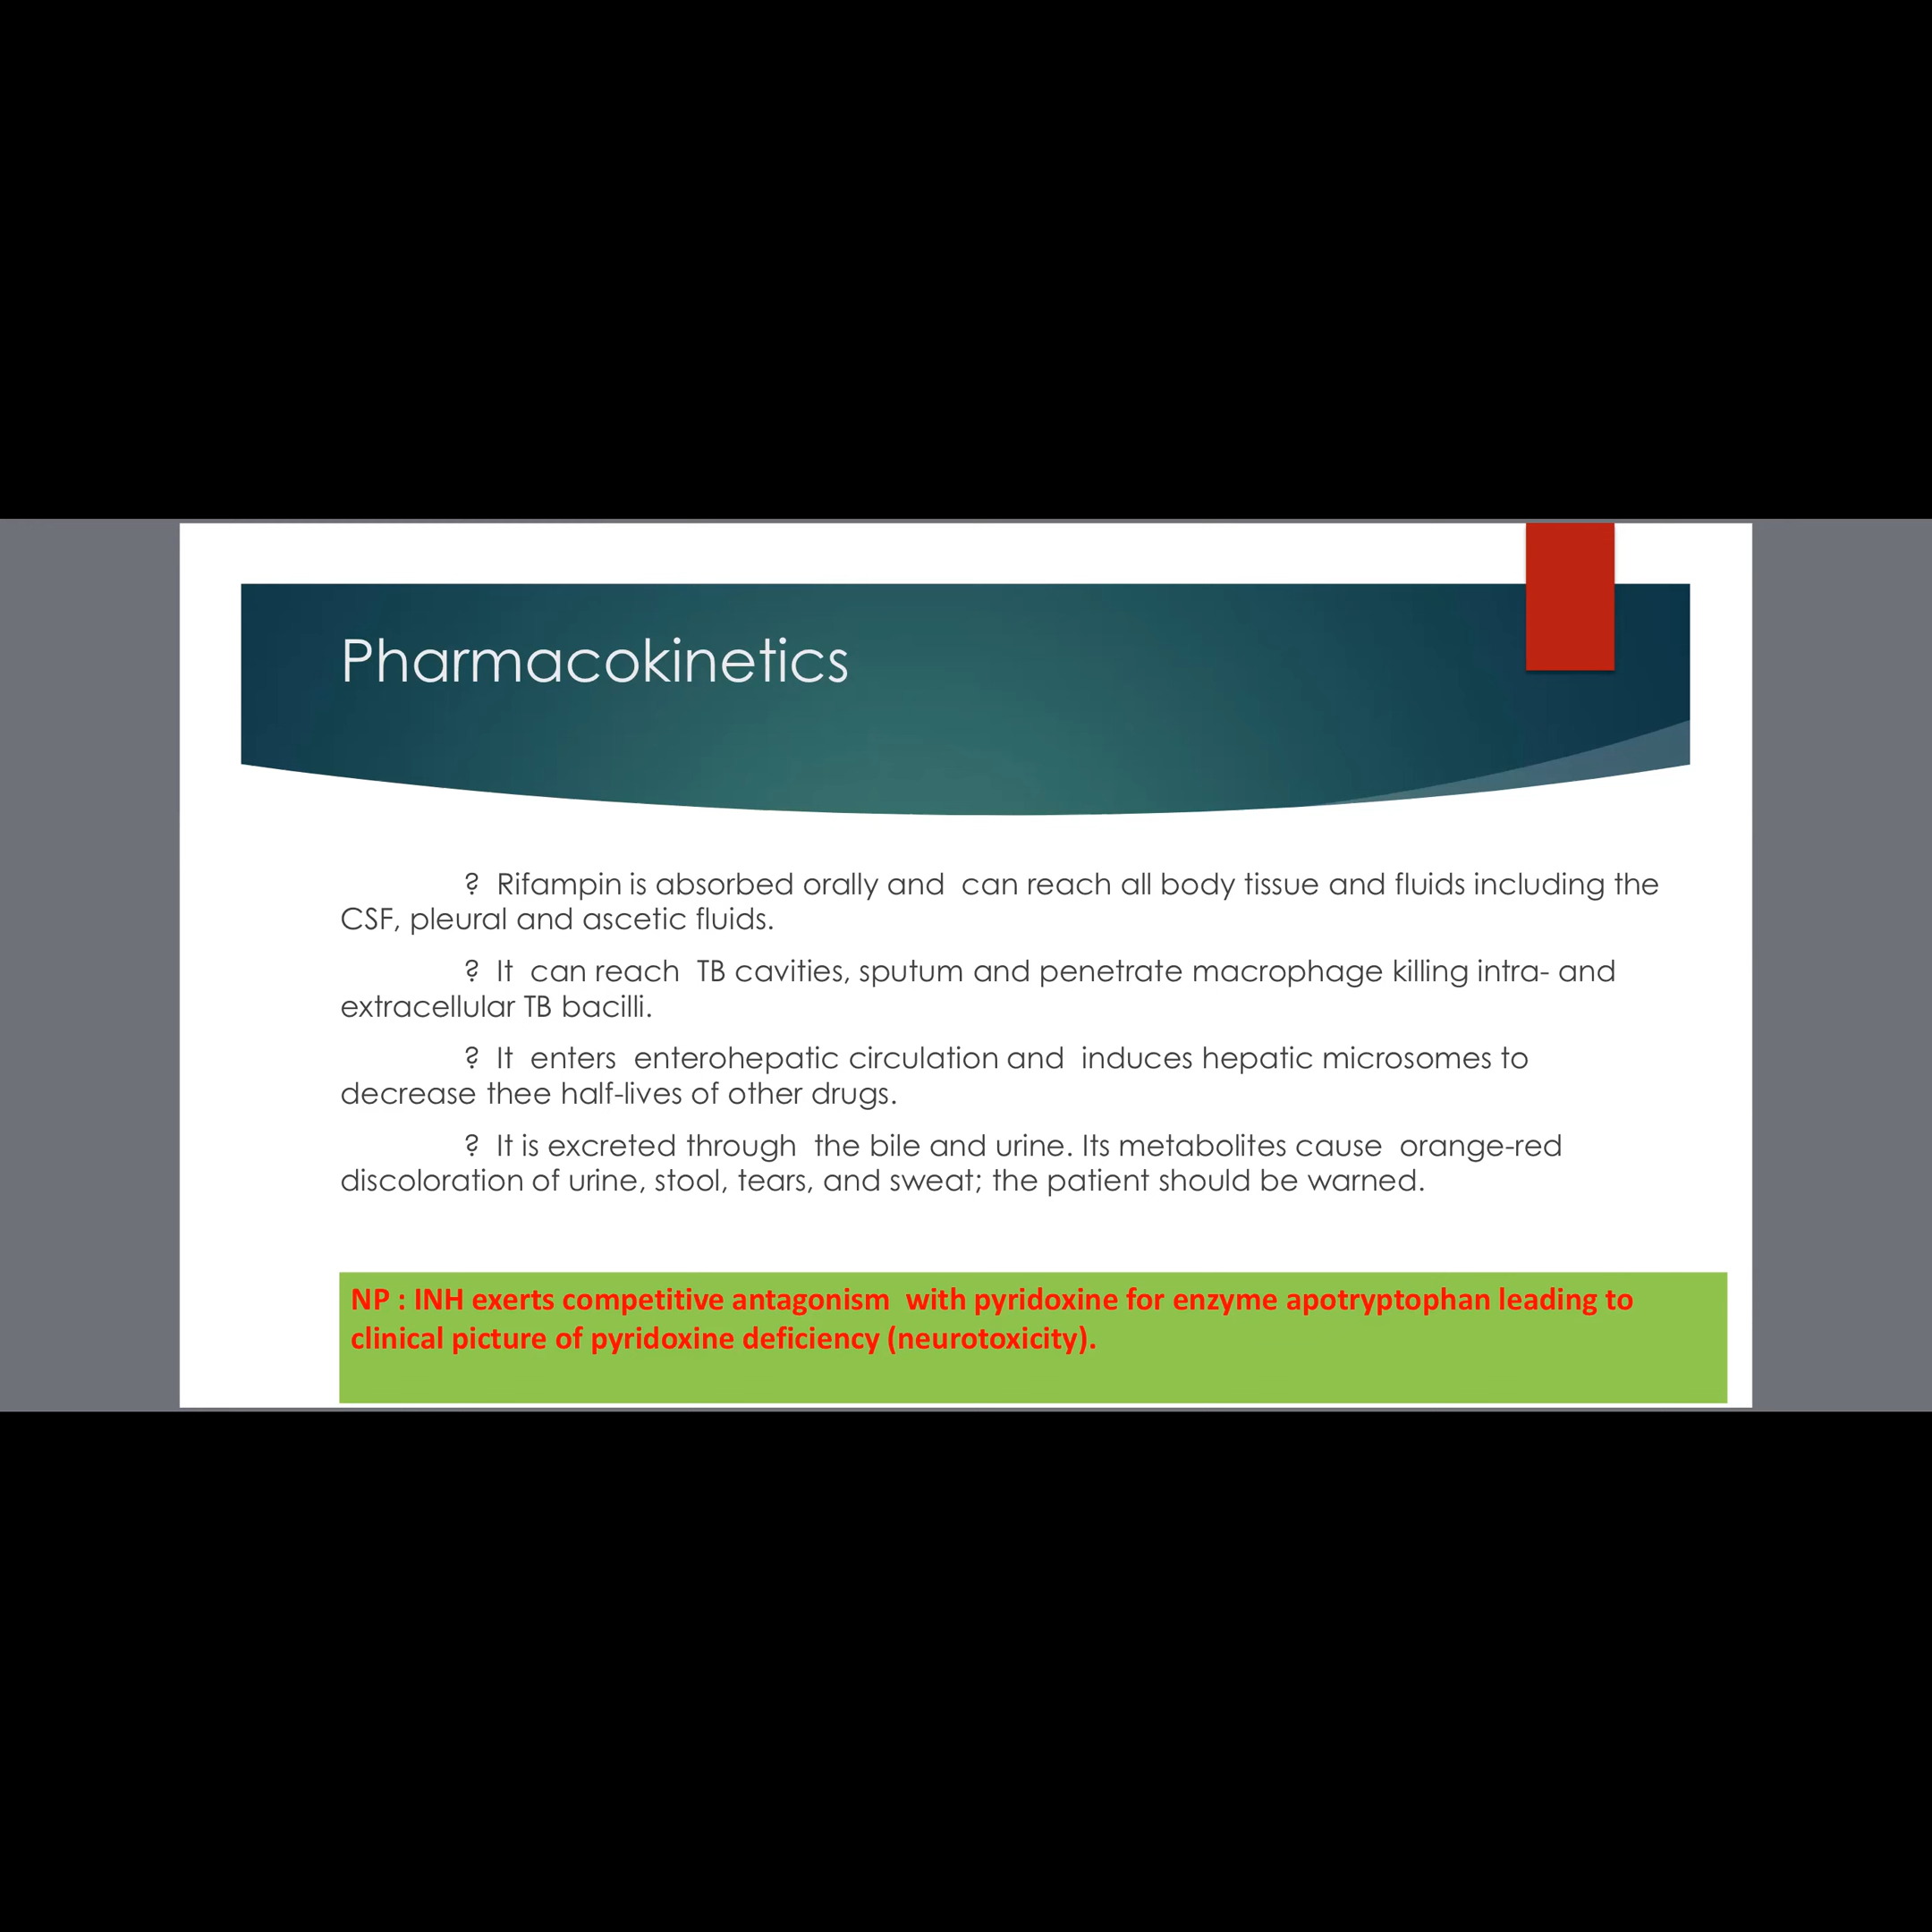 Pharmacokinetics
? Rifampin is absorbed orally and can reach all body tissue and fluids including the
CSF, pleural and ascetic fluids.
? It can reach TB cavities, sputum and penetrate macrophage killing intra- and
extracellular TB bacilli.
? It enters enterohepatic circulation and induces hepatic microsomes to
decrease thee half-lives of other drugs.
? It is excreted through the bile and urine. Its metabolites cause orange-red
discoloration of urine, stool, tears, and sweat; the patient should be warned.
NP : INH exerts competitive antagonism with pyridoxine for enzyme apotryptophan leading to
clinical picture of pyridoxine deficiency (neurotoxicity).